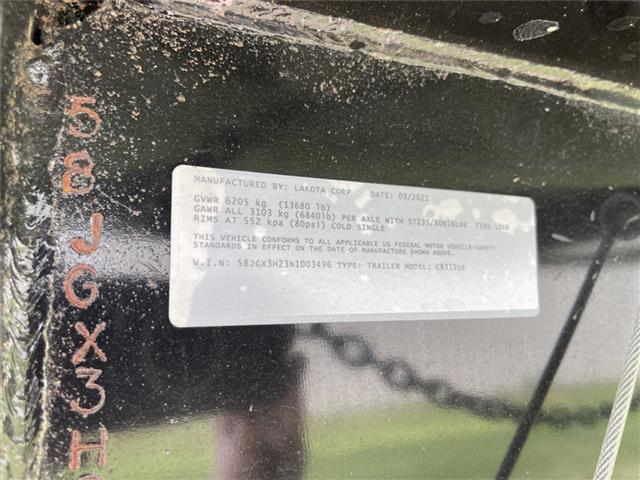 58JGX3H
MANUFACTURED BY: LAKOTA CORP DATE: 09/2021
GVWR 6205 kg (13680 lb)
GAWR ALL 3103 kg (6840lb) PER AXLE WITH ST235/80R16LRE TIRE 16X6
RIMS AT 552 kpa (80psi) COLD SINGLE
THIS VEHICLE CONFORMS TO ALL APPLICABLE US FEDERAL MOTOR VEHICLE-SAFETY
STANDARDS IN EFFECT ON THE DATE OF MANUFACTURE SHOWN ABOVE
V.I.N: 58JGX3H23N1003496 TYPE: TRAILER MODEL: C8313SR